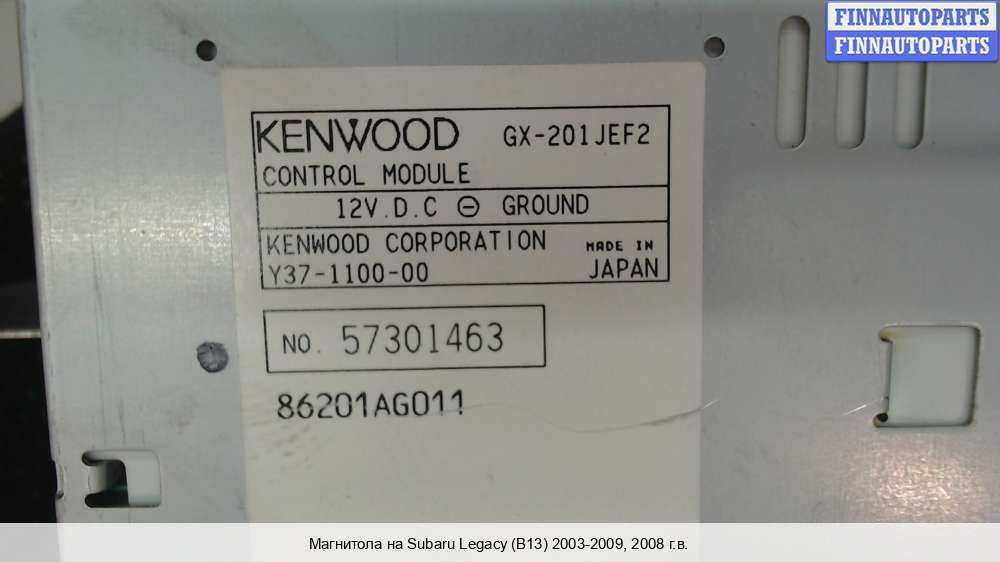 FINNAUTOPARTS
FINNAUTOPARTS
KENWOOD GX-201JEF2
CONTROL MODULE
12V.D.C ⊖ GROUND
KENWOOD CORPORATION MADE IN
Y37-1100-00 JAPAN
NO. 57301463
86201AG011
Магнитола на Subaru Legacy (B13) 2003-2009, 2008 г.в.